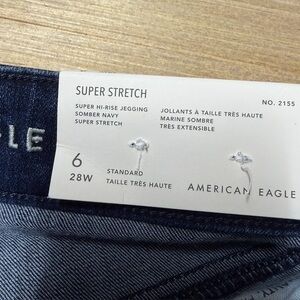 SUPER STRETCH
SUPER HI-RISE JEGGING
SOMBER NAVY
SUPER STRETCH
JOLLANTS À TAILLE TRÈS HAUTE
MARINE SOMBRE
TRÈS EXTENSIBLE
NO. 2155
GLE
6
28W
STANDARD
TAILLE TRÈS HAUTE
AMERICAN EAGLE